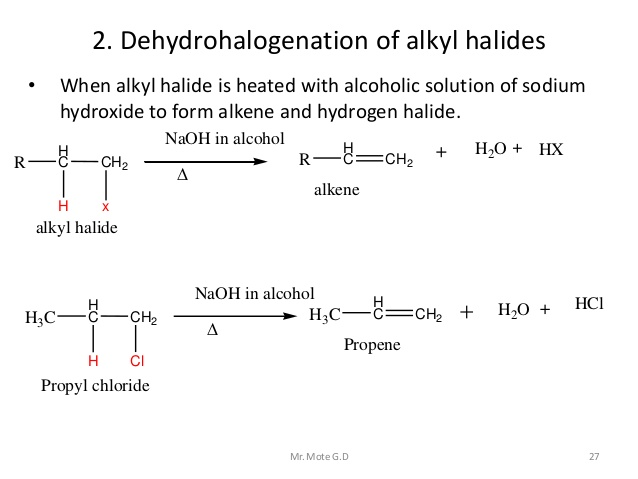 2. Dehydrohalogenation of alkyl halides
• When alkyl halide is heated with alcoholic solution of sodium
hydroxide to form alkene and hydrogen halide.
NaOH in alcohol
H H
R C CH₂ Δ R C CH₂ + H₂O + HX
H x alkene
alkyl halide
NaOH in alcohol
H H
H₃C C CH₂ Δ H₃C C CH₂ + H₂O + HCl
H Cl Propene
Propyl chloride
Mr. Mote G.D 27